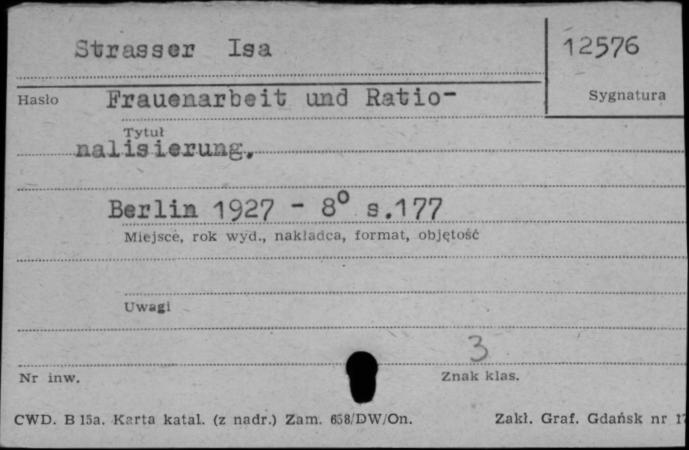 Strasser Isa
12576
Hasło
Frauenarbeit und Ratio-
Sygnatura
Tytuł
nalisierung.
Berlin 1927 - 8° s.177
Miejsce, rok wyd., nakładca, format, objętość
Uwagi
3
Nr inw.
Znak klas.
CWD. B 15a. Karta katal. (z nadr.) Zam. 658/DW/On.
Zakł. Graf. Gdańsk nr